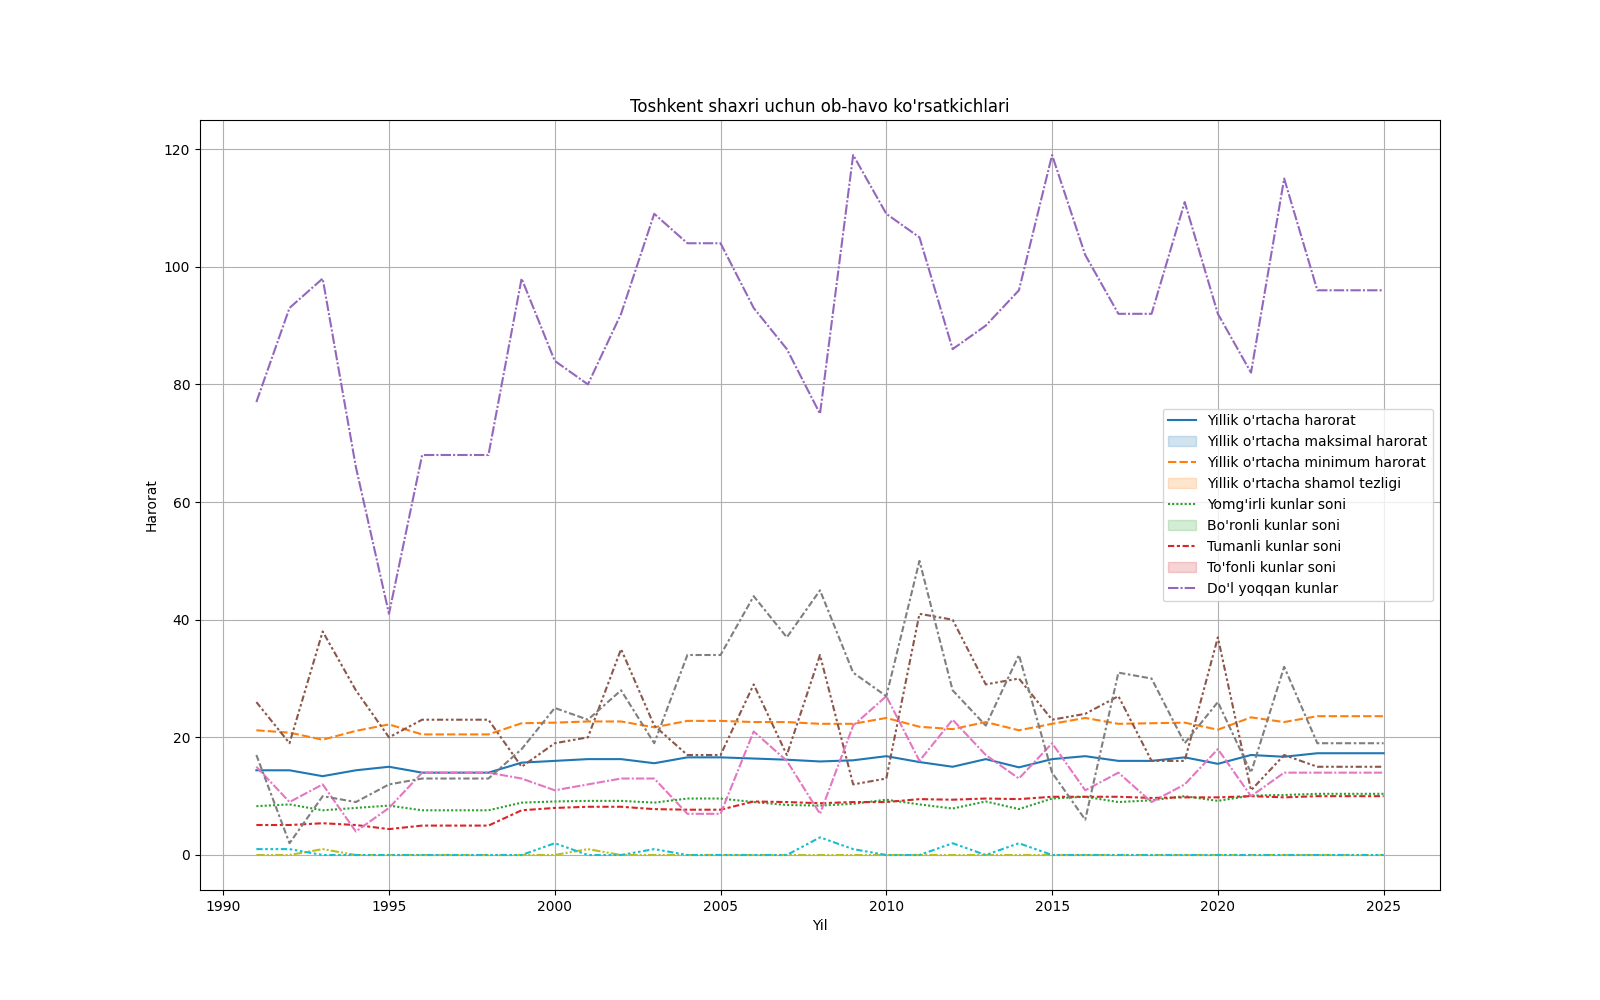 Toshkent shaxri uchun ob-havo ko'rsatkichlari
120
100
80
60
40
20
0
Harorat
Yillik o'rtacha harorat
Yillik o'rtacha maksimal harorat
Yillik o'rtacha minimum harorat
Yillik o'rtacha shamol tezligi
Yomg'irli kunlar soni
Bo'ronli kunlar soni
Tumanli kunlar soni
To'fonli kunlar soni
Do'l yoqqan kunlar
1990 1995 2000 2005 2010 2015 2020 2025
Yil